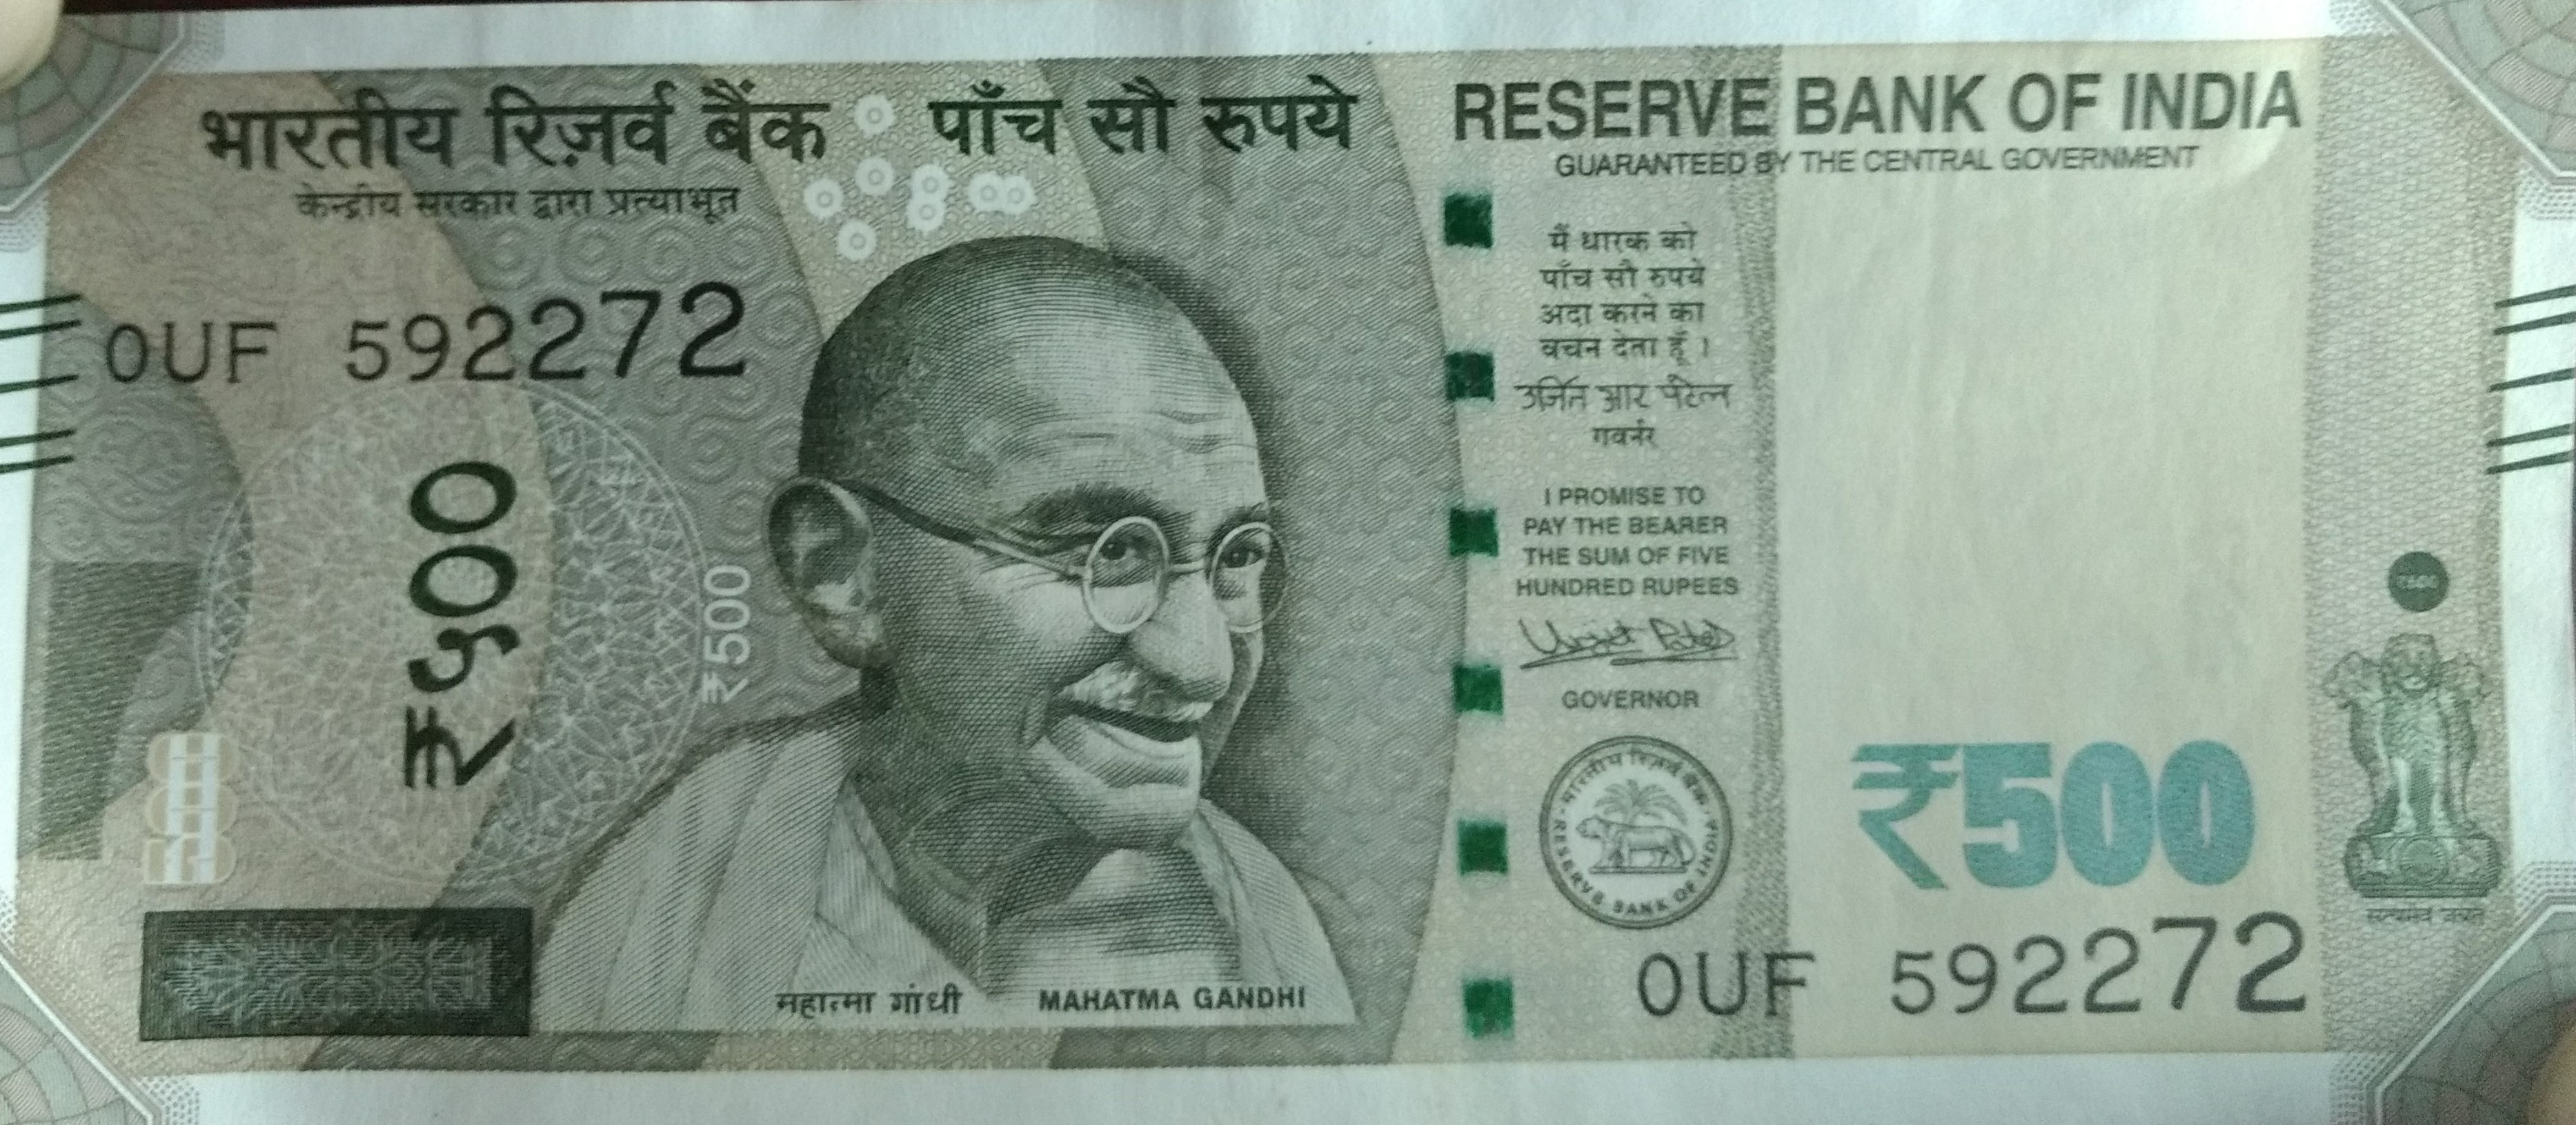 भारतीय रिज़र्व बैंक
केन्द्रीय सरकार द्वारा प्रत्याभूत
पाँच सौ रुपये
RESERVE BANK OF INDIA
GUARANTEED BY THE CENTRAL GOVERNMENT
0UF 592272
₹५००
₹500
मैं धारक को
पाँच सौ रुपये
अदा करने का
वचन देता हूँ ।
उर्जित आर पटेल
गवर्नर
I PROMISE TO
PAY THE BEARER
THE SUM OF FIVE
HUNDRED RUPEES
Urjit Patel
GOVERNOR
भारतीय रिज़र्व बैंक
RESERVE BANK OF INDIA
₹500
₹500
सत्यमेव जयते
0UF 592272
महात्मा गांधी
MAHATMA GANDHI